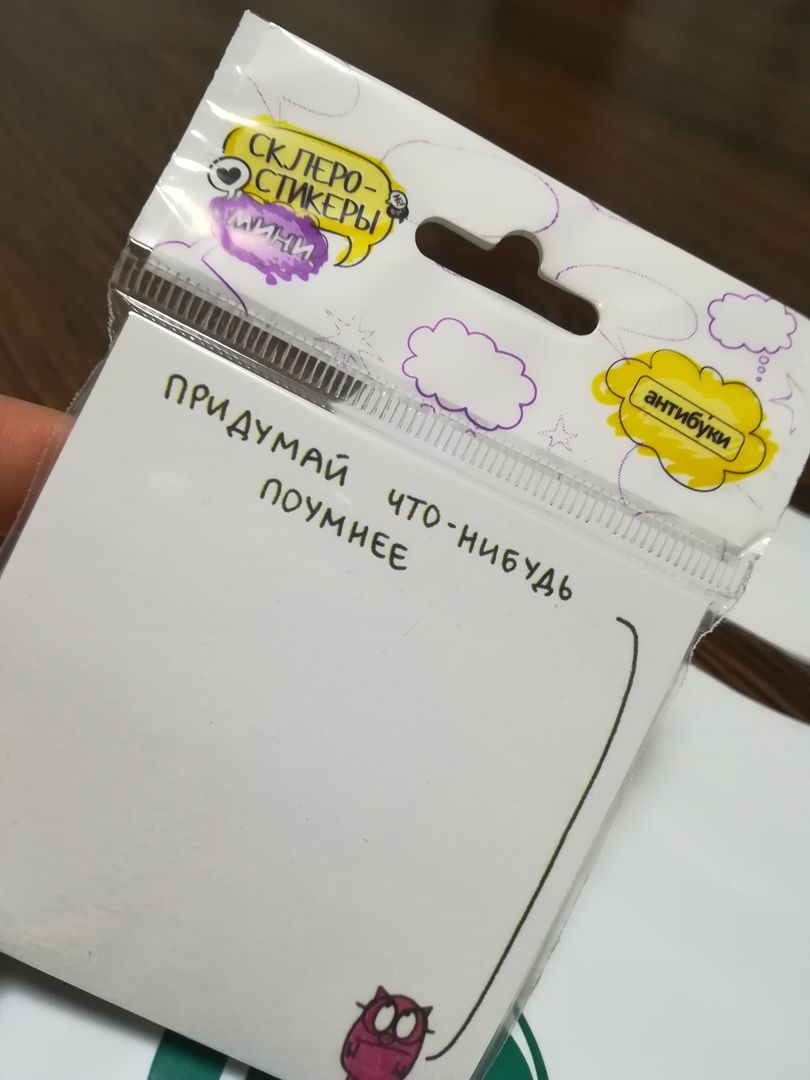 СКЛЕРО-
СТИКЕРЫ
МИНИ
антибуки
ПРИДУМАЙ ЧТО-НИБУДЬ
ПОУМНЕЕ